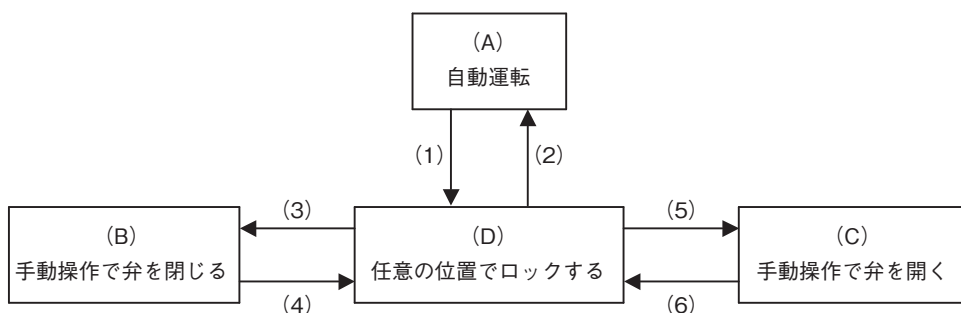 （A）
自動運転
（1）
（2）
（B）
手動操作で弁を閉じる
（3）
（4）
（D）
任意の位置でロックする
（5）
（6）
（C）
手動操作で弁を開く